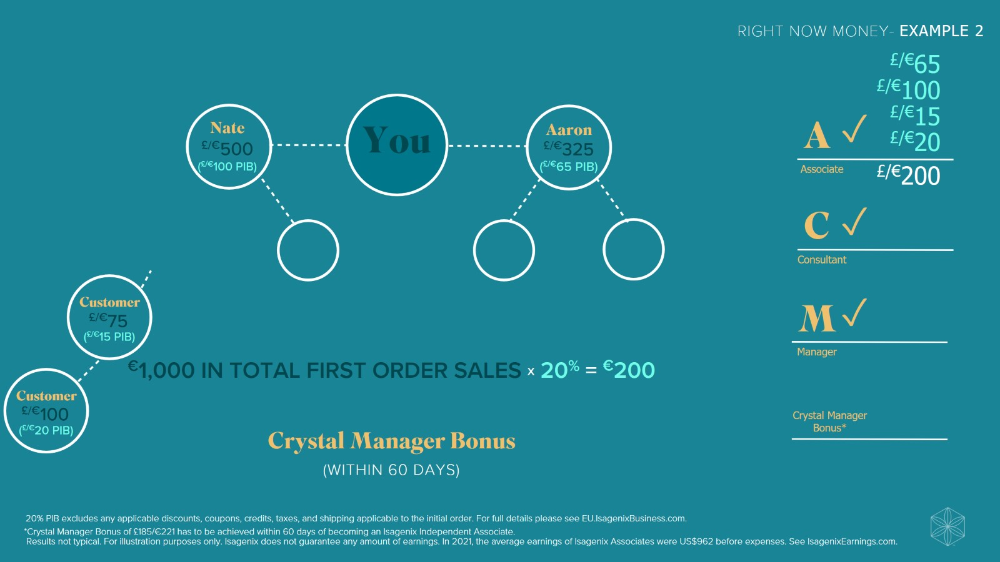 RIGHT NOW MONEY- EXAMPLE 2
£/€65
£/€100
£/€15
£/€20
A ✓
Associate
£/€200
C ✓
Consultant
M ✓
Manager
Crystal Manager
Bonus*
Nate
£/€500
(£/€100 PIB)
You
Aaron
£/€325
(£/€65 PIB)
Customer
£/€75
(£/€15 PIB)
Customer
£/€100
(£/€20 PIB)
€1,000 IN TOTAL FIRST ORDER SALES x 20% = €200
Crystal Manager Bonus
(WITHIN 60 DAYS)
20% PIB excludes any applicable discounts, coupons, credits, taxes, and shipping applicable to the initial order. For full details please see EU.IsagenixBusiness.com.
*Crystal Manager Bonus of £185/€221 has to be achieved within 60 days of becoming an Isagenix Independent Associate.
Results not typical. For illustration purposes only. Isagenix does not guarantee any amount of earnings. In 2021, the average earnings of Isagenix Associates were US$962 before expenses. See IsagenixEarnings.com.